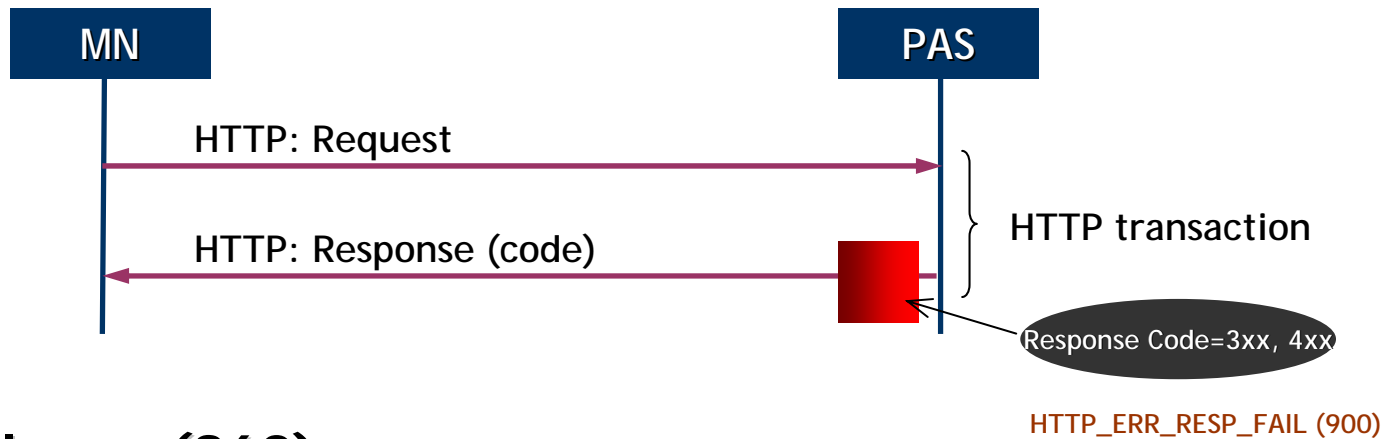 MN
PAS
HTTP: Request
HTTP transaction
HTTP: Response (code)
Response Code=3xx, 4xx
HTTP_ERR_RESP_FAIL (900)